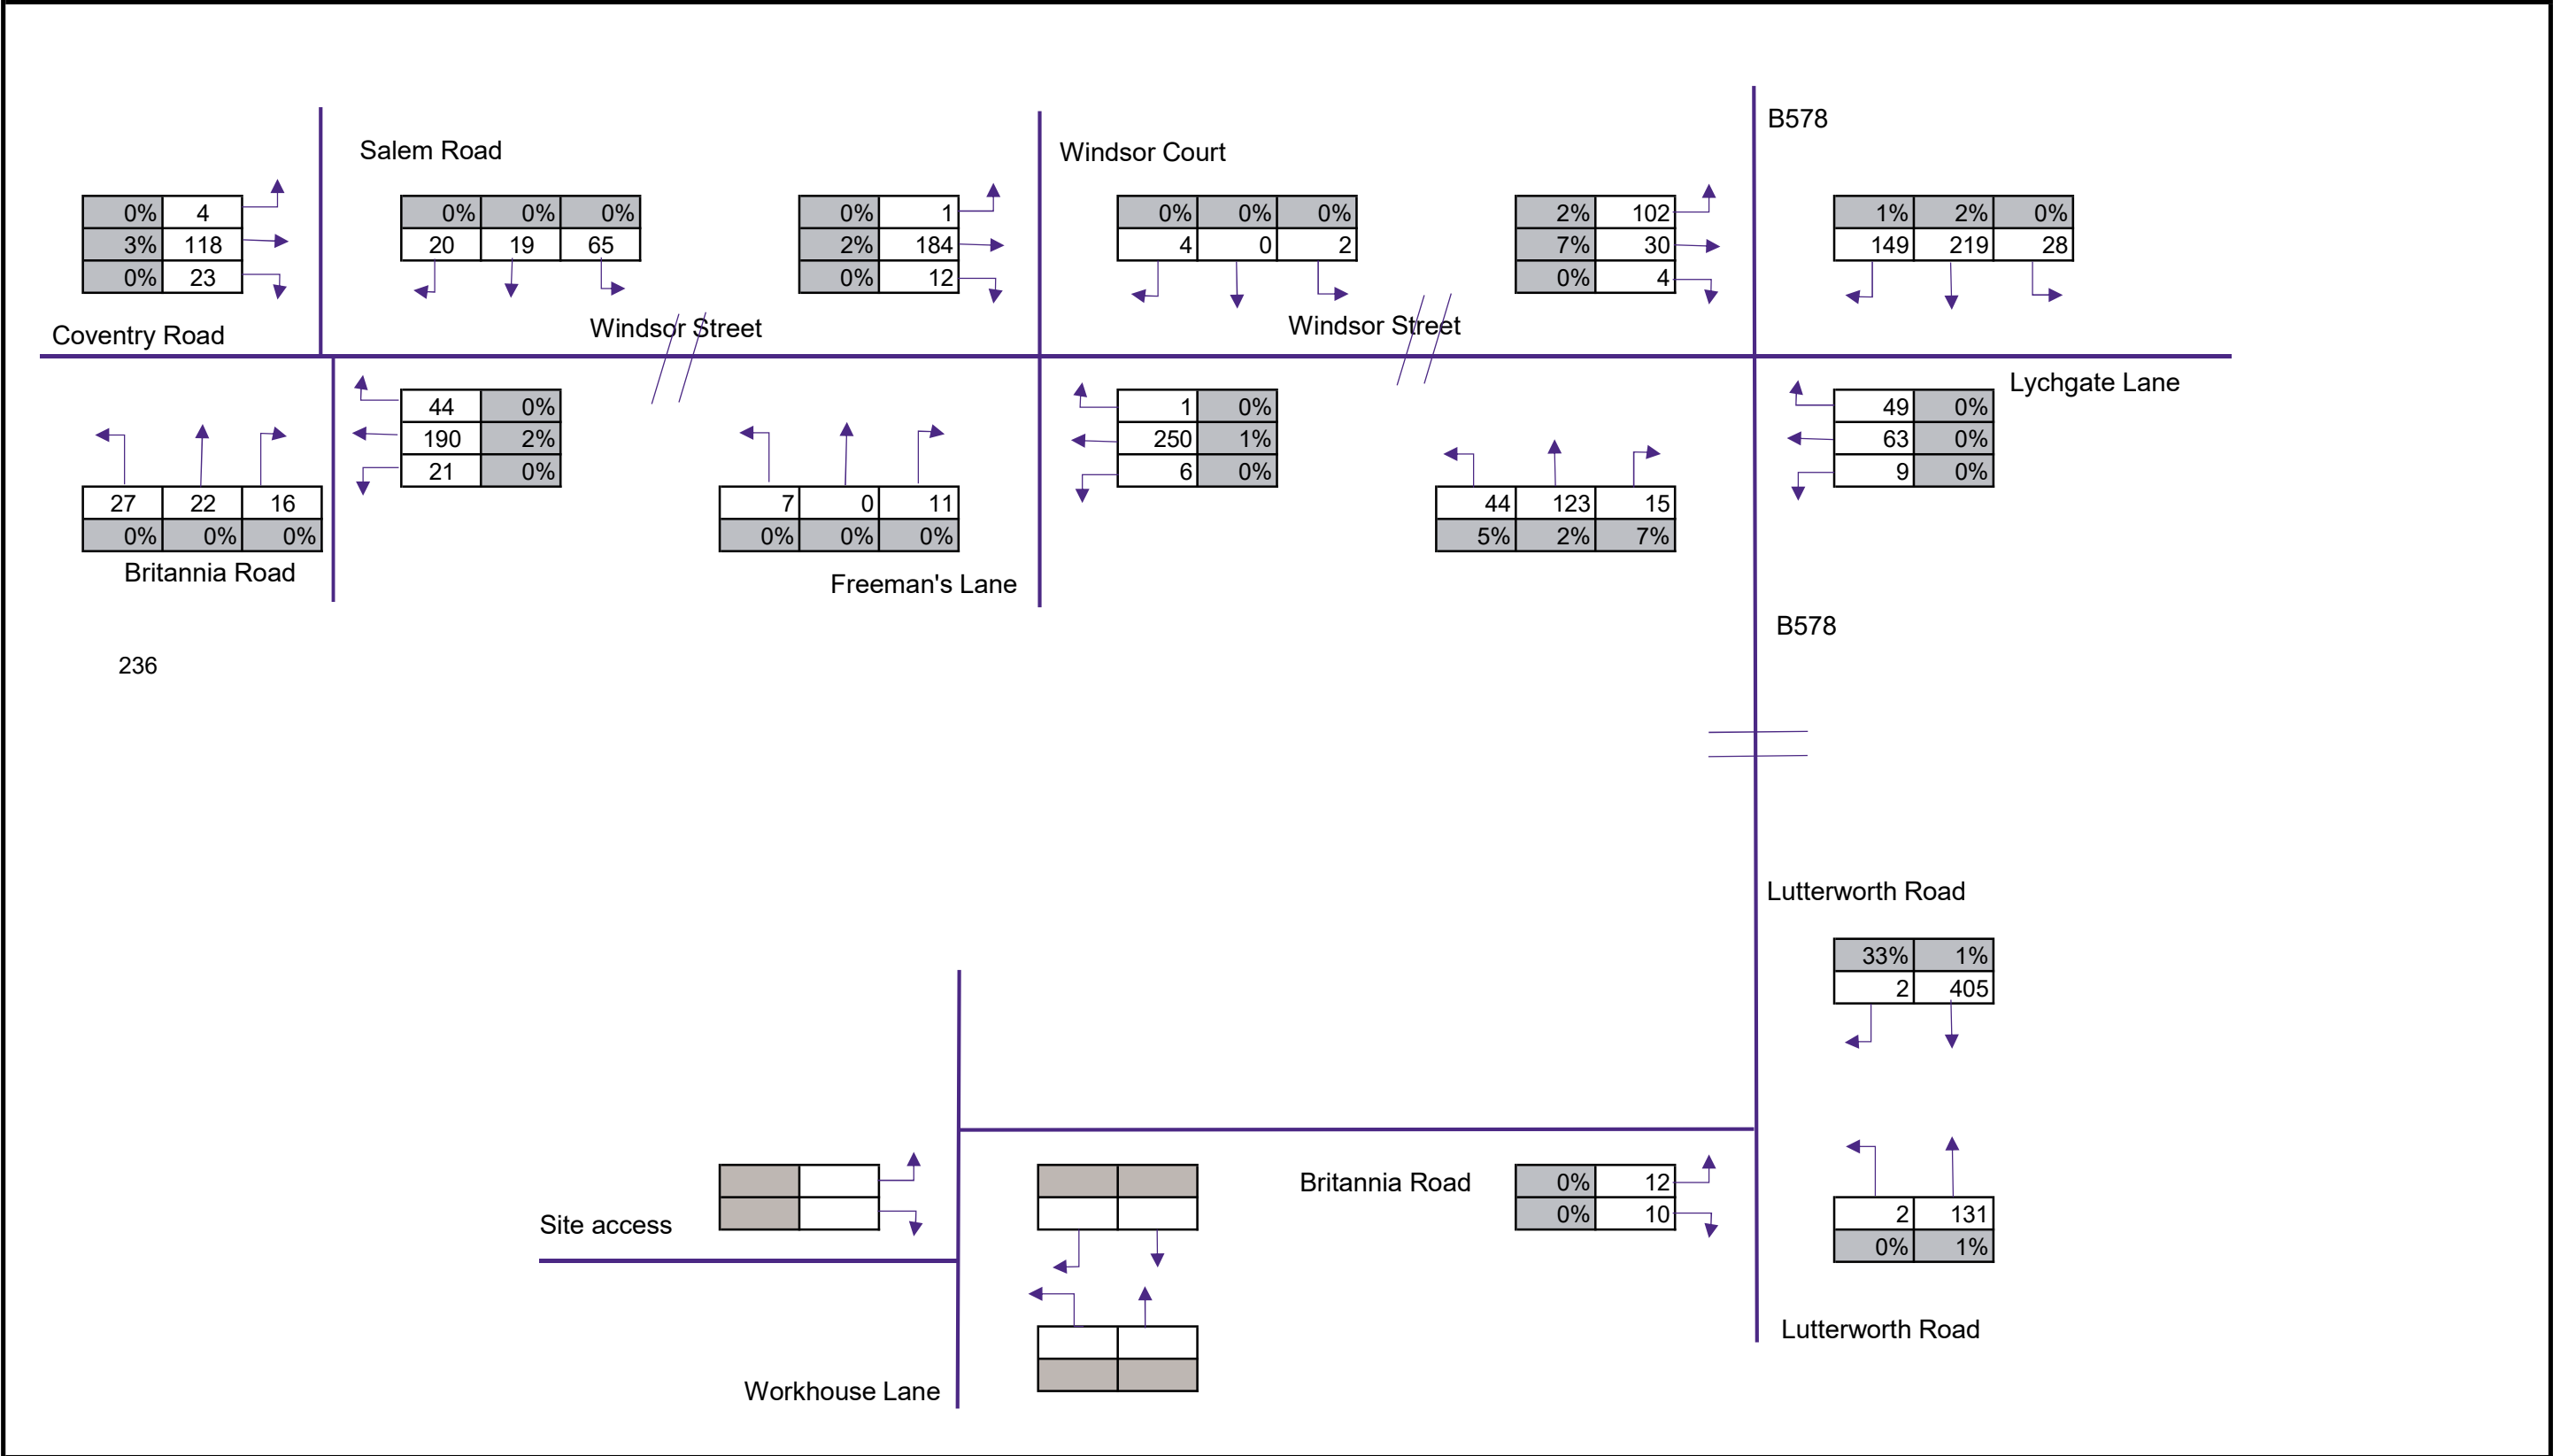 B578
Salem Road
Windsor Court
0% 4
3% 118
0% 23
0% 0% 0%
20 19 65
0% 1
2% 184
0% 12
0% 0% 0%
4 0 2
2% 102
7% 30
0% 4
1% 2% 0%
149 219 28
Coventry Road
Windsor Street
Windsor Street
Lychgate Lane
44 0%
190 2%
21 0%
1 0%
250 1%
6 0%
49 0%
63 0%
9 0%
27 22 16
0% 0% 0%
7 0 11
0% 0% 0%
44 123 15
5% 2% 7%
Britannia Road
Freeman's Lane
B578
236
Lutterworth Road
33% 1%
2 405
Site access
Britannia Road
0% 12
0% 10
2 131
0% 1%
Lutterworth Road
Workhouse Lane